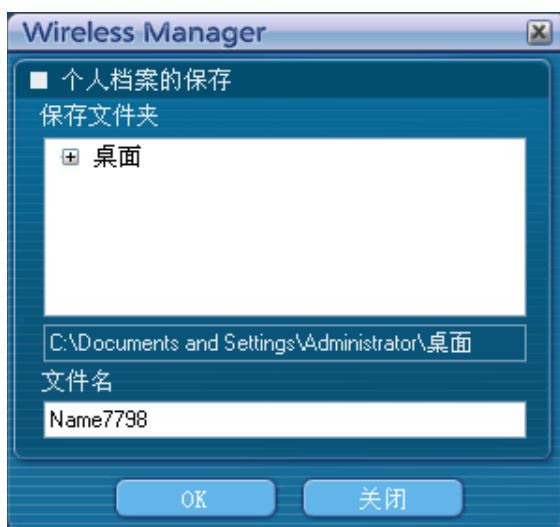 Wireless Manager
个人档案的保存
保存文件夹
桌面
C:\Documents and Settings\Administrator\桌面
文件名
Name7798
OK 关闭